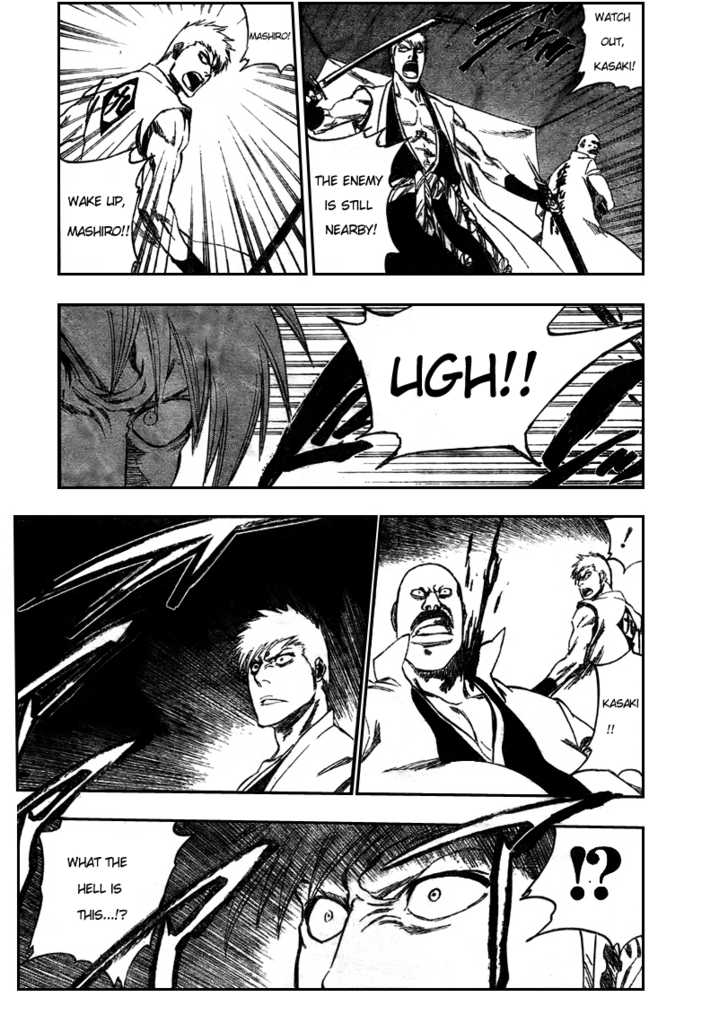 WATCH
OUT,
KASAKI!
THE ENEMY
IS STILL
NEARBY!
MASHIRO!
WAKE UP,
MASHIRO!!
UGH!!
!
KASAKI
!!
!?
WHAT THE
HELL IS
THIS...!?